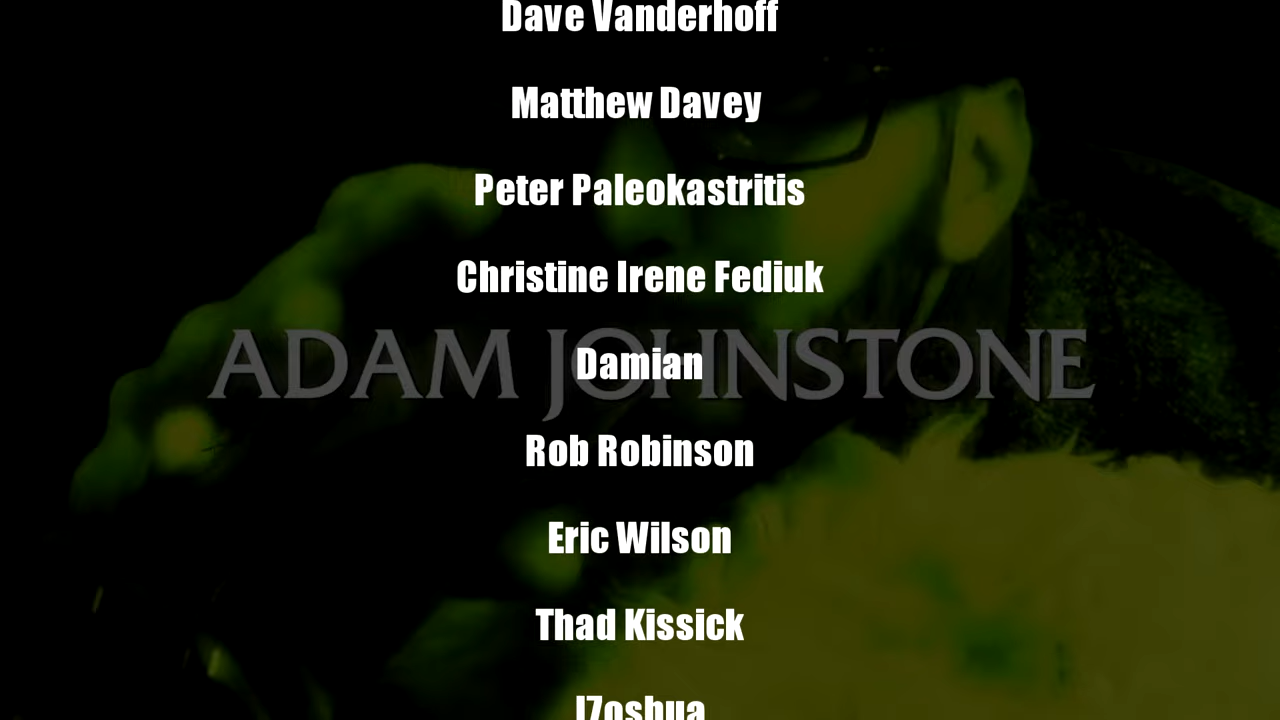 Dave Vanderhoff
Matthew Davey
Peter Paleokastritis
Christine Irene Fediuk
ADAM JOHNSTONE
Damian
Rob Robinson
Eric Wilson
Thad Kissick